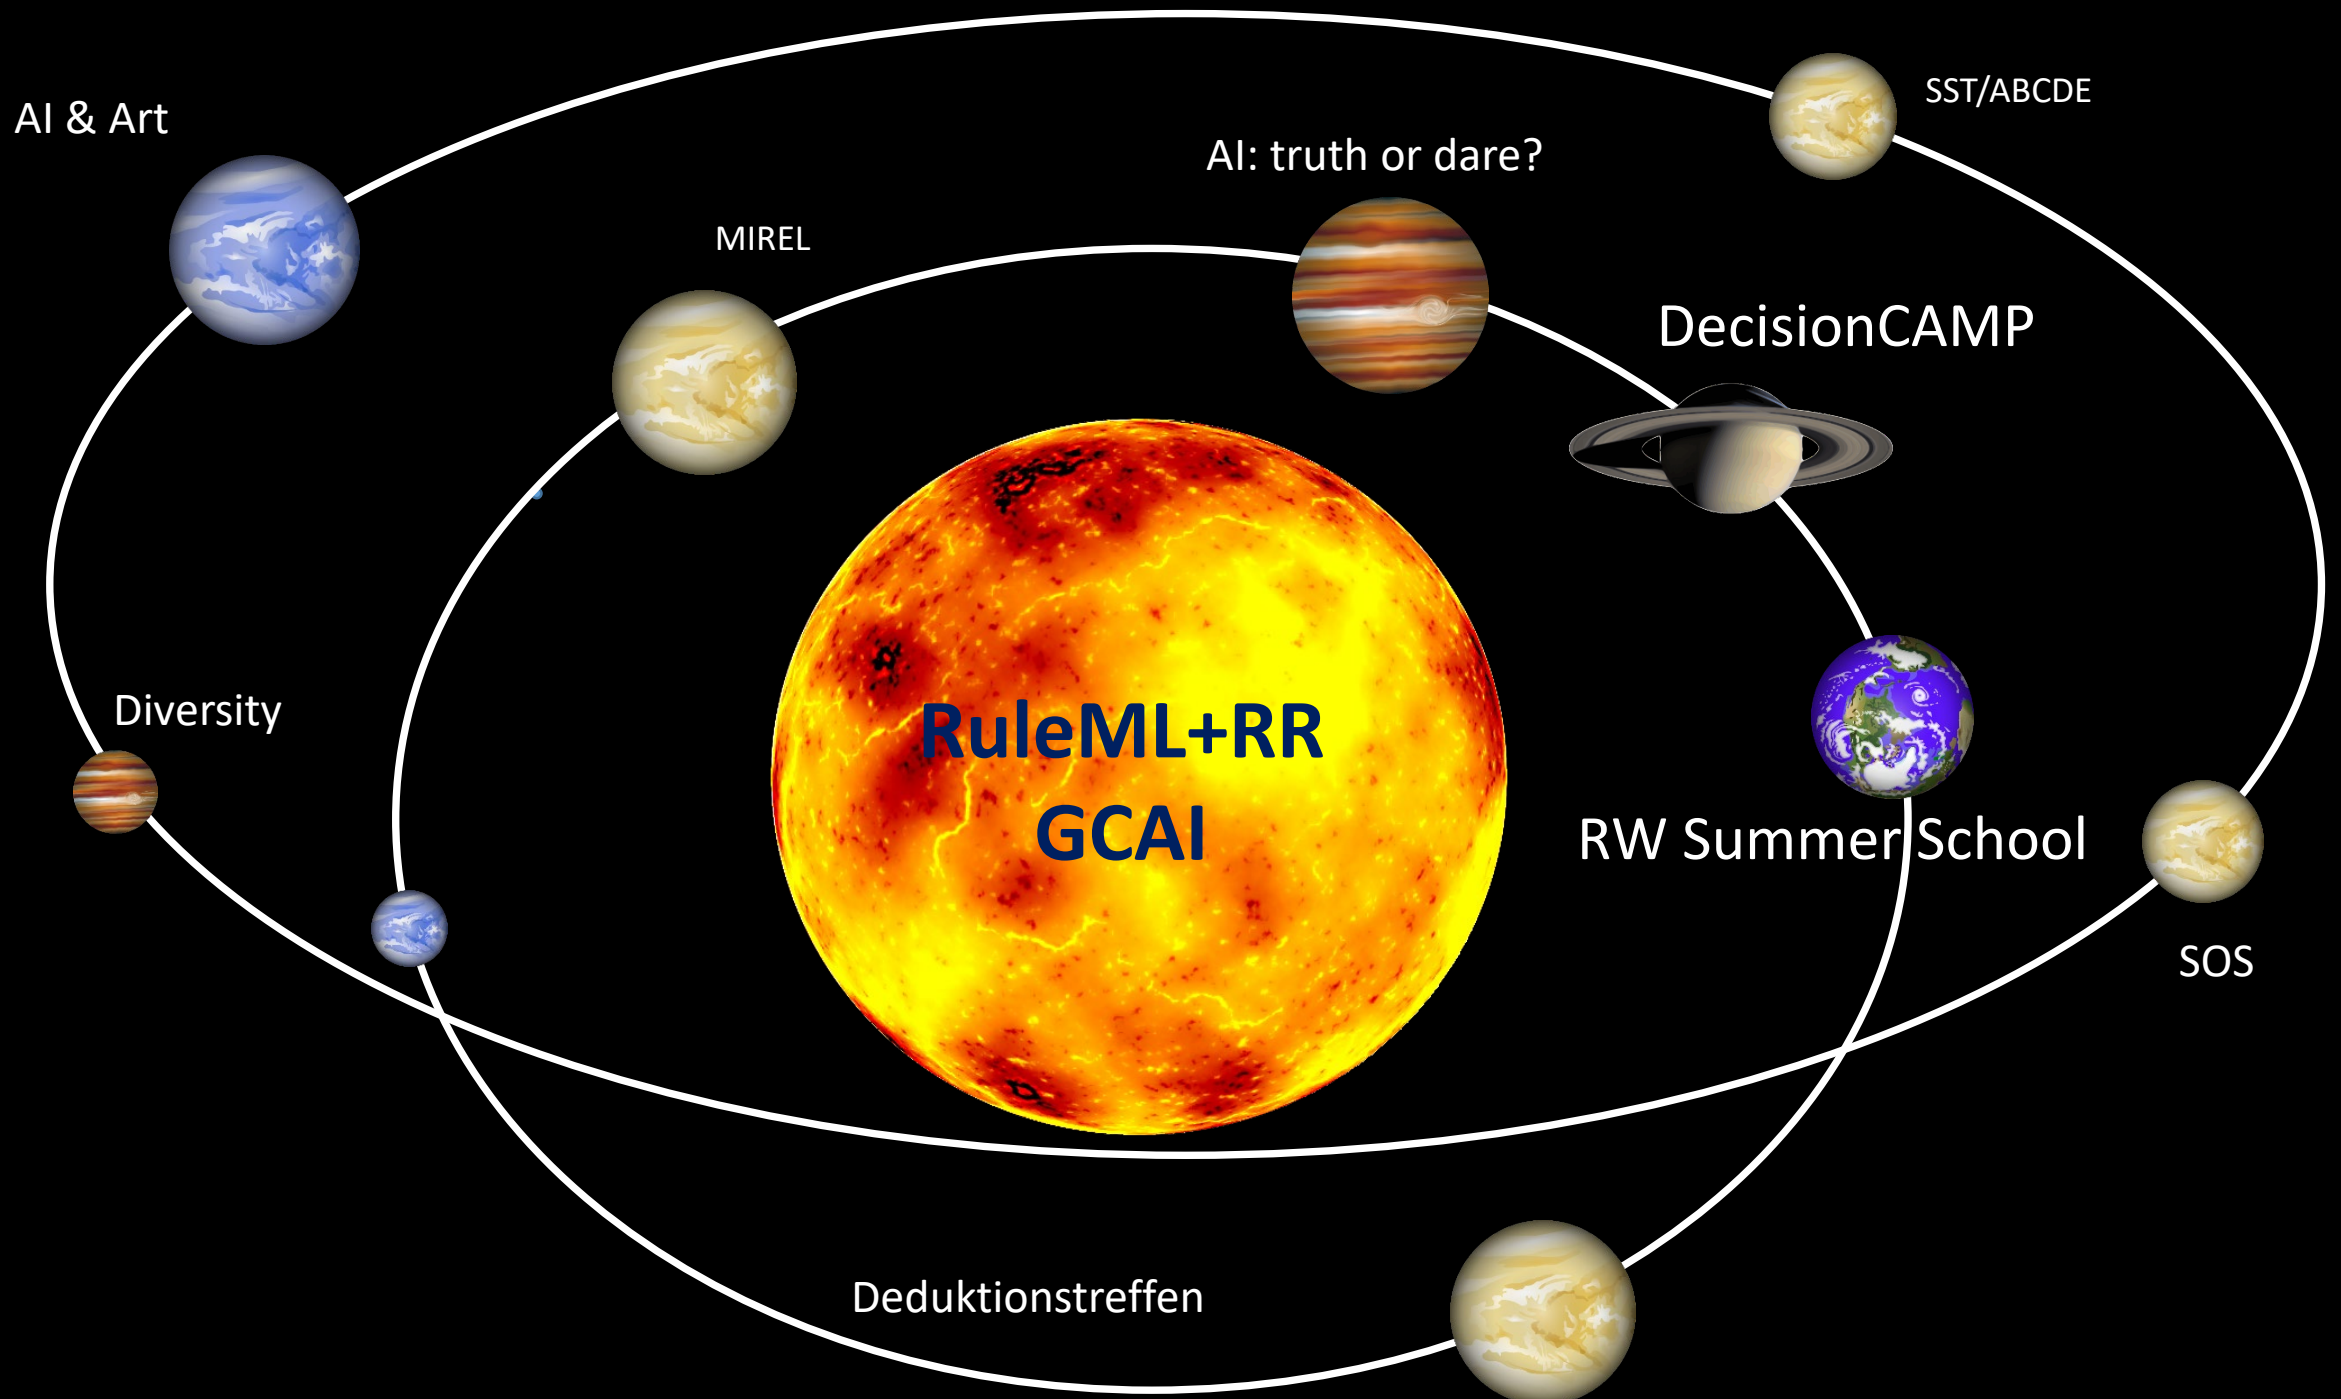 SST/ABCDE
AI & Art
AI: truth or dare?
MIREL
DecisionCAMP
Diversity
RuleML+RR
GCAI
RW Summer School
SOS
Deduktionstreffen